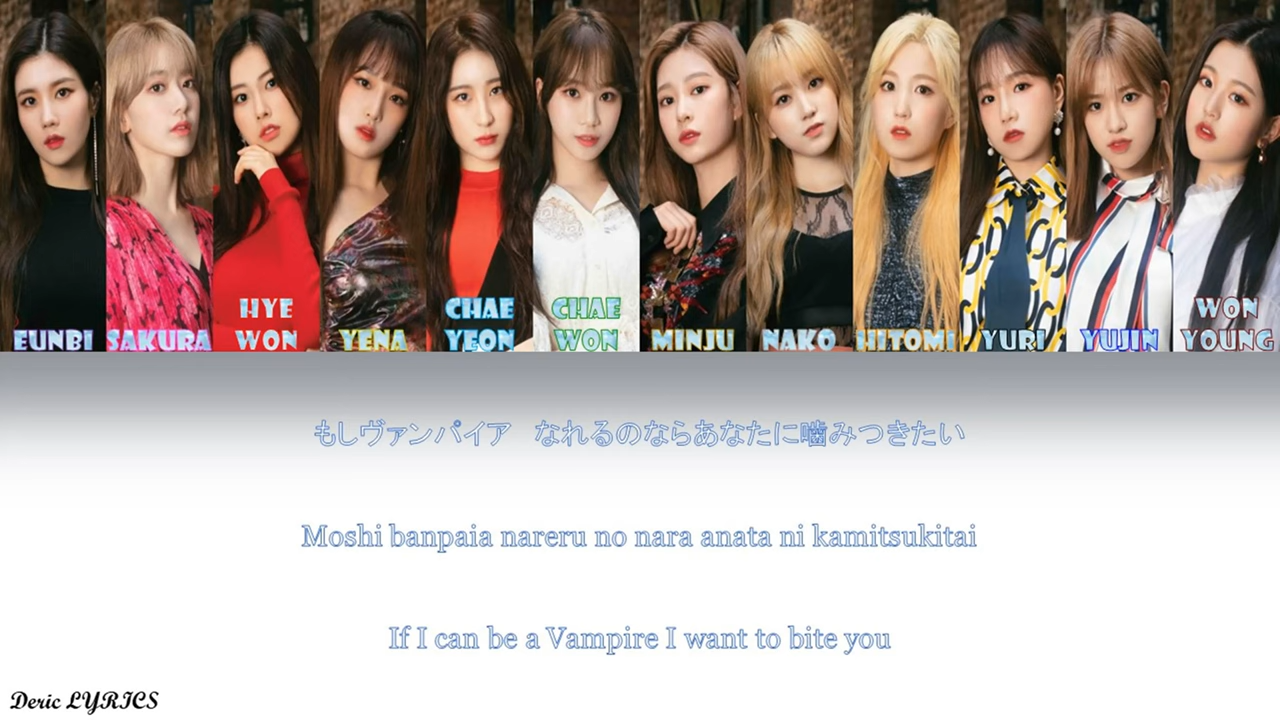 EUNBI
SAKURA
HYE
WON
YENA
CHAE
YEON
CHAE
WON
MINJU
NAKO
HITOMI
YURI
YUJIN
WON
YOUNG
もしヴァンパイア　なれるのならあなたに噛みつきたい
Moshi banpaia nareru no nara anata ni kamitsukitai
If I can be a Vampire I want to bite you
Deric LYRICS